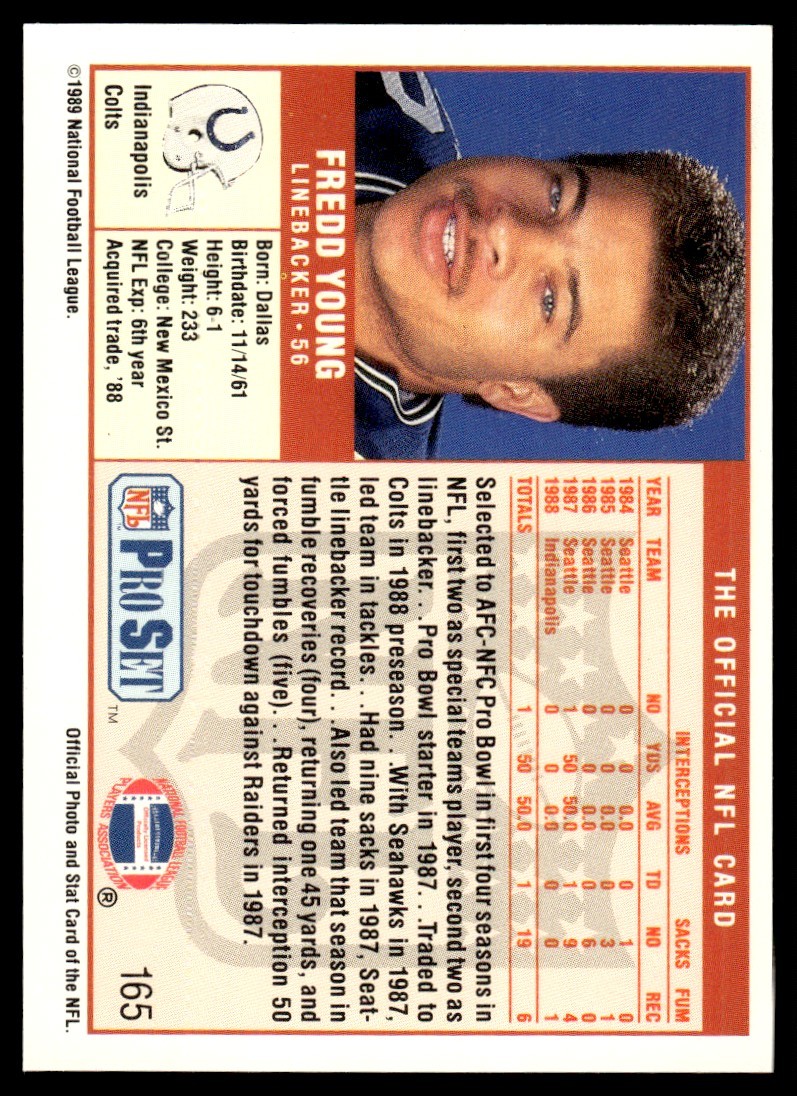 THE OFFICIAL NFL CARD
FREDD YOUNG
LINEBACKER • 56
Indianapolis
Colts
Born: Dallas
Birthdate: 11/14/61
Height: 6-1
Weight: 233
College: New Mexico St.
NFL Exp: 6th year
Acquired trade, '88
INTERCEPTIONS SACKS FUM
YEAR TEAM NO YDS AVG TD NO REC
1984 Seattle 0 0 0.0 0 1 0
1985 Seattle 0 0 0.0 0 3 1
1986 Seattle 0 0 0.0 0 6 0
1987 Seattle 1 50 50.0 1 9 4
1988 Indianapolis 0 0 0.0 0 0 1
TOTALS 1 50 50.0 1 19 6
Selected to AFC-NFC Pro Bowl in first four seasons in
NFL, first two as special teams player, second two as
linebacker. . .Pro Bowl starter in 1987. . .Traded to
Colts in 1988 preseason. . .With Seahawks in 1987,
led team in tackles. . .Had nine sacks in 1987, Seat-
tle linebacker record. . .Also led team that season in
fumble recoveries (four), returning one 45 yards, and
forced fumbles (five). . .Returned interception 50
yards for touchdown against Raiders in 1987.
NFL PRO SET TM
NATIONAL FOOTBALL LEAGUE
PLAYERS ASSOCIATION
Officially Licensed
Product
®
165
©1989 National Football League.
Official Photo and Stat Card of the NFL.